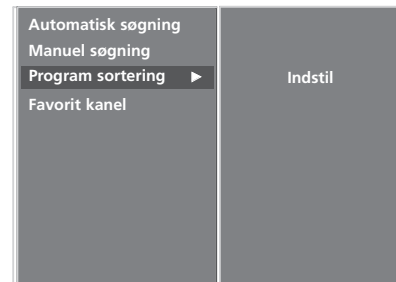 Automatisk søgning
Manuel søgning
Program sortering ► Indstil
Favorit kanel